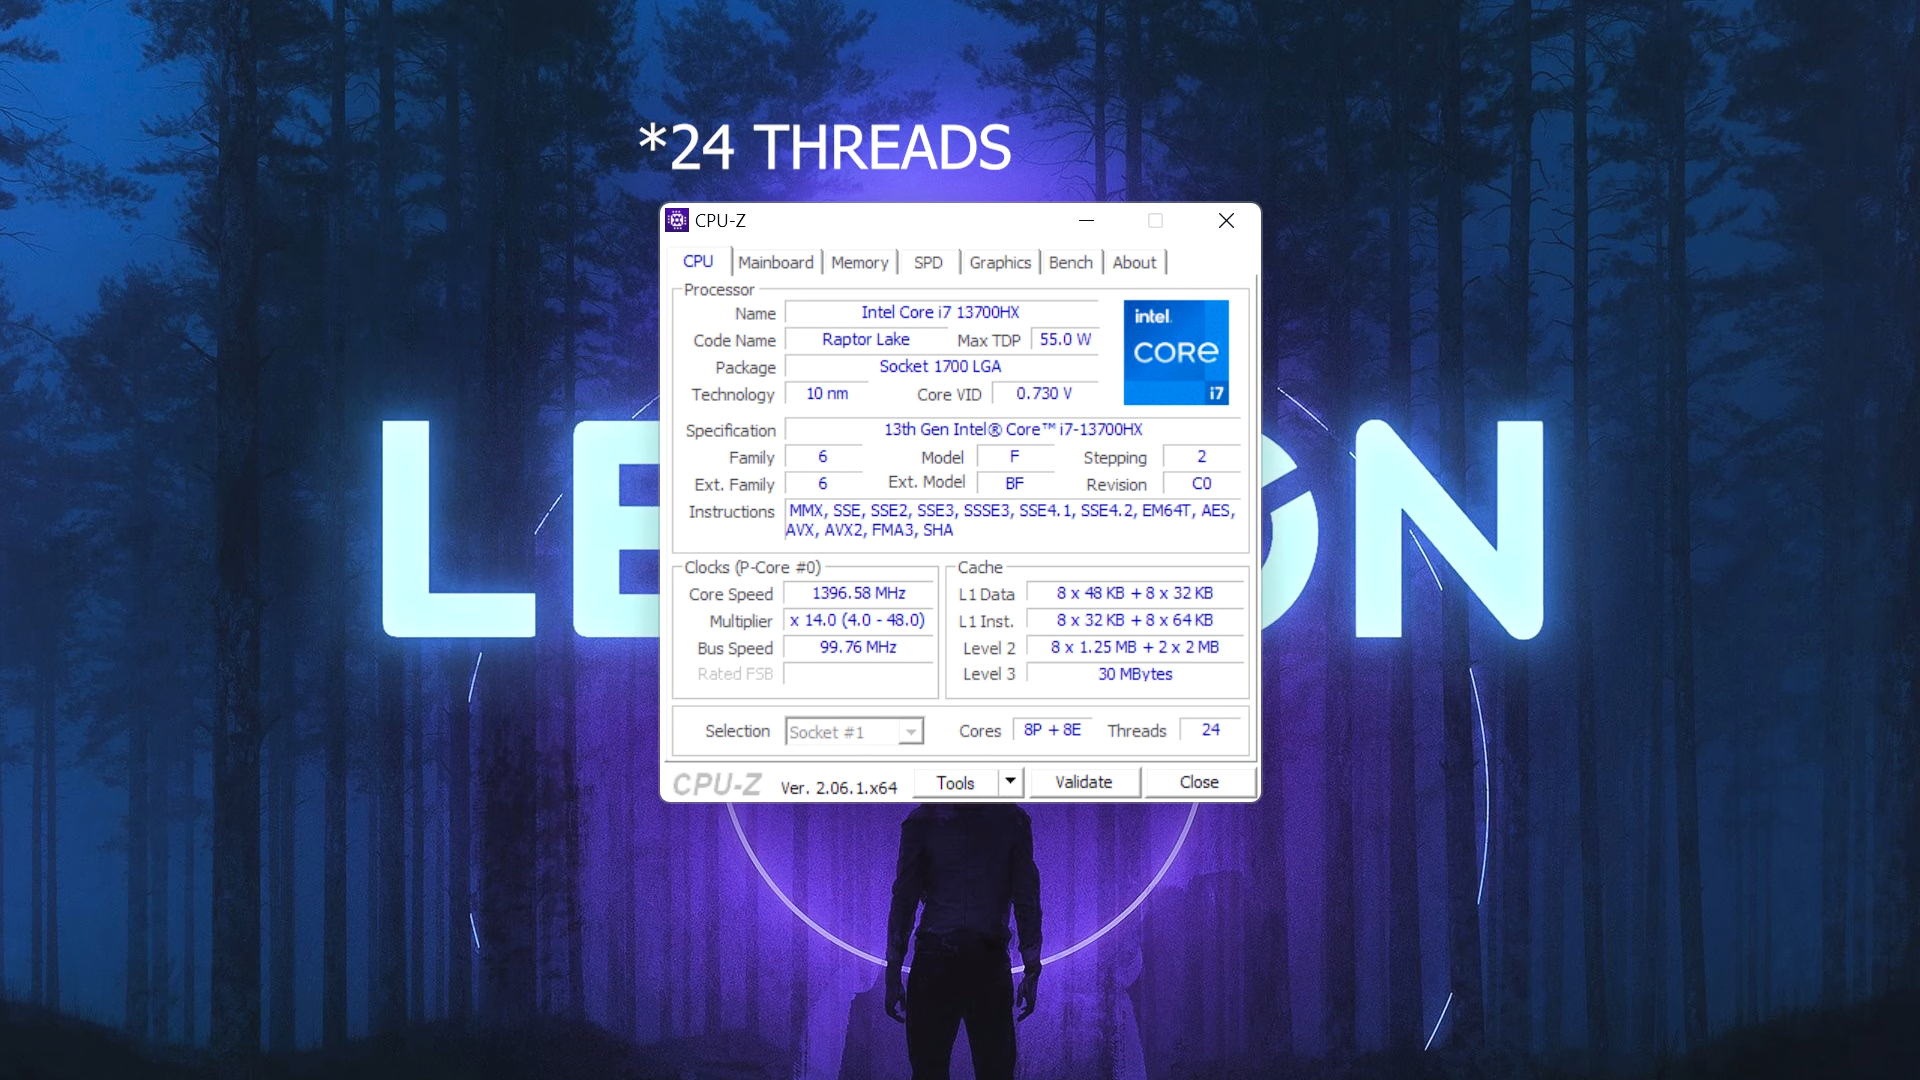 *24 THREADS
CPU-Z
CPU Mainboard Memory SPD Graphics Bench About
Processor
Name Intel Core i7 13700HX
Code Name Raptor Lake Max TDP 55.0 W
Package Socket 1700 LGA
Technology 10 nm Core VID 0.730 V
intel.
CORE
i7
Specification 13th Gen Intel® Core™ i7-13700HX
Family 6 Model F Stepping 2
Ext. Family 6 Ext. Model BF Revision C0
Instructions MMX, SSE, SSE2, SSE3, SSSE3, SSE4.1, SSE4.2, EM64T, AES,
AVX, AVX2, FMA3, SHA
Clocks (P-Core #0)
Core Speed 1396.58 MHz
Multiplier x 14.0 (4.0 - 48.0)
Bus Speed 99.76 MHz
Rated FSB
Cache
L1 Data 8 x 48 KB + 8 x 32 KB
L1 Inst. 8 x 32 KB + 8 x 64 KB
Level 2 8 x 1.25 MB + 2 x 2 MB
Level 3 30 MBytes
Selection Socket #1 Cores 8P + 8E Threads 24
CPU-Z Ver. 2.06.1.x64 Tools Validate Close